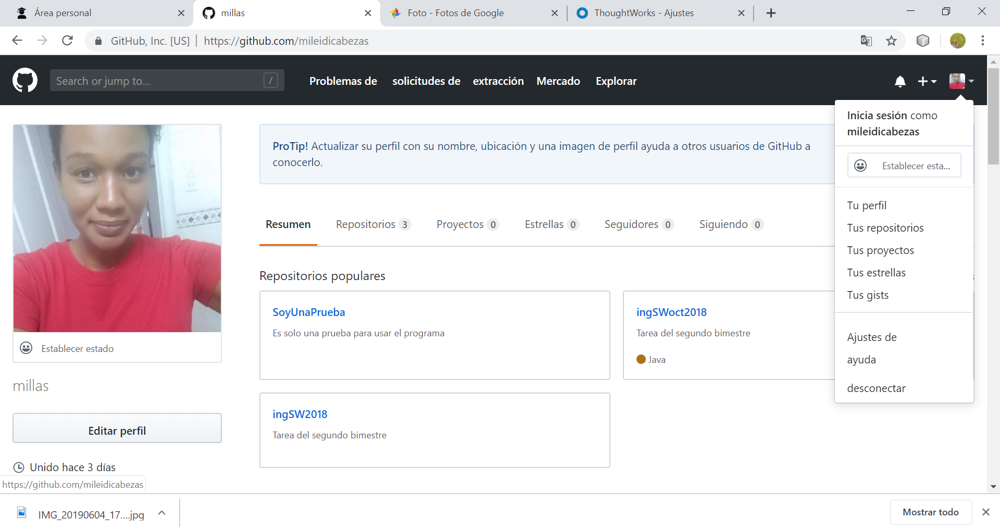 Área personal
millas
Foto - Fotos de Google
ThoughtWorks - Ajustes
GitHub, Inc. [US]
https://github.com/mileidicabezas
Search or jump to...
/
Problemas de
solicitudes de
extracción
Mercado
Explorar
Inicia sesión como
mileidicabezas
Establecer esta...
Tu perfil
Tus repositorios
Tus proyectos
Tus estrellas
Tus gists
Ajustes de
ayuda
desconectar
ProTip! Actualizar su perfil con su nombre, ubicación y una imagen de perfil ayuda a otros usuarios de GitHub a
conocerlo.
Resumen
Repositorios 3
Proyectos 0
Estrellas 0
Seguidores 0
Siguiendo 0
Repositorios populares
SoyUnaPrueba
Es solo una prueba para usar el programa
ingSWoct2018
Tarea del segundo bimestre
Java
ingSW2018
Tarea del segundo bimestre
Establecer estado
millas
Editar perfil
Unido hace 3 días
https://github.com/mileidicabezas
IMG_20190604_17....jpg
Mostrar todo